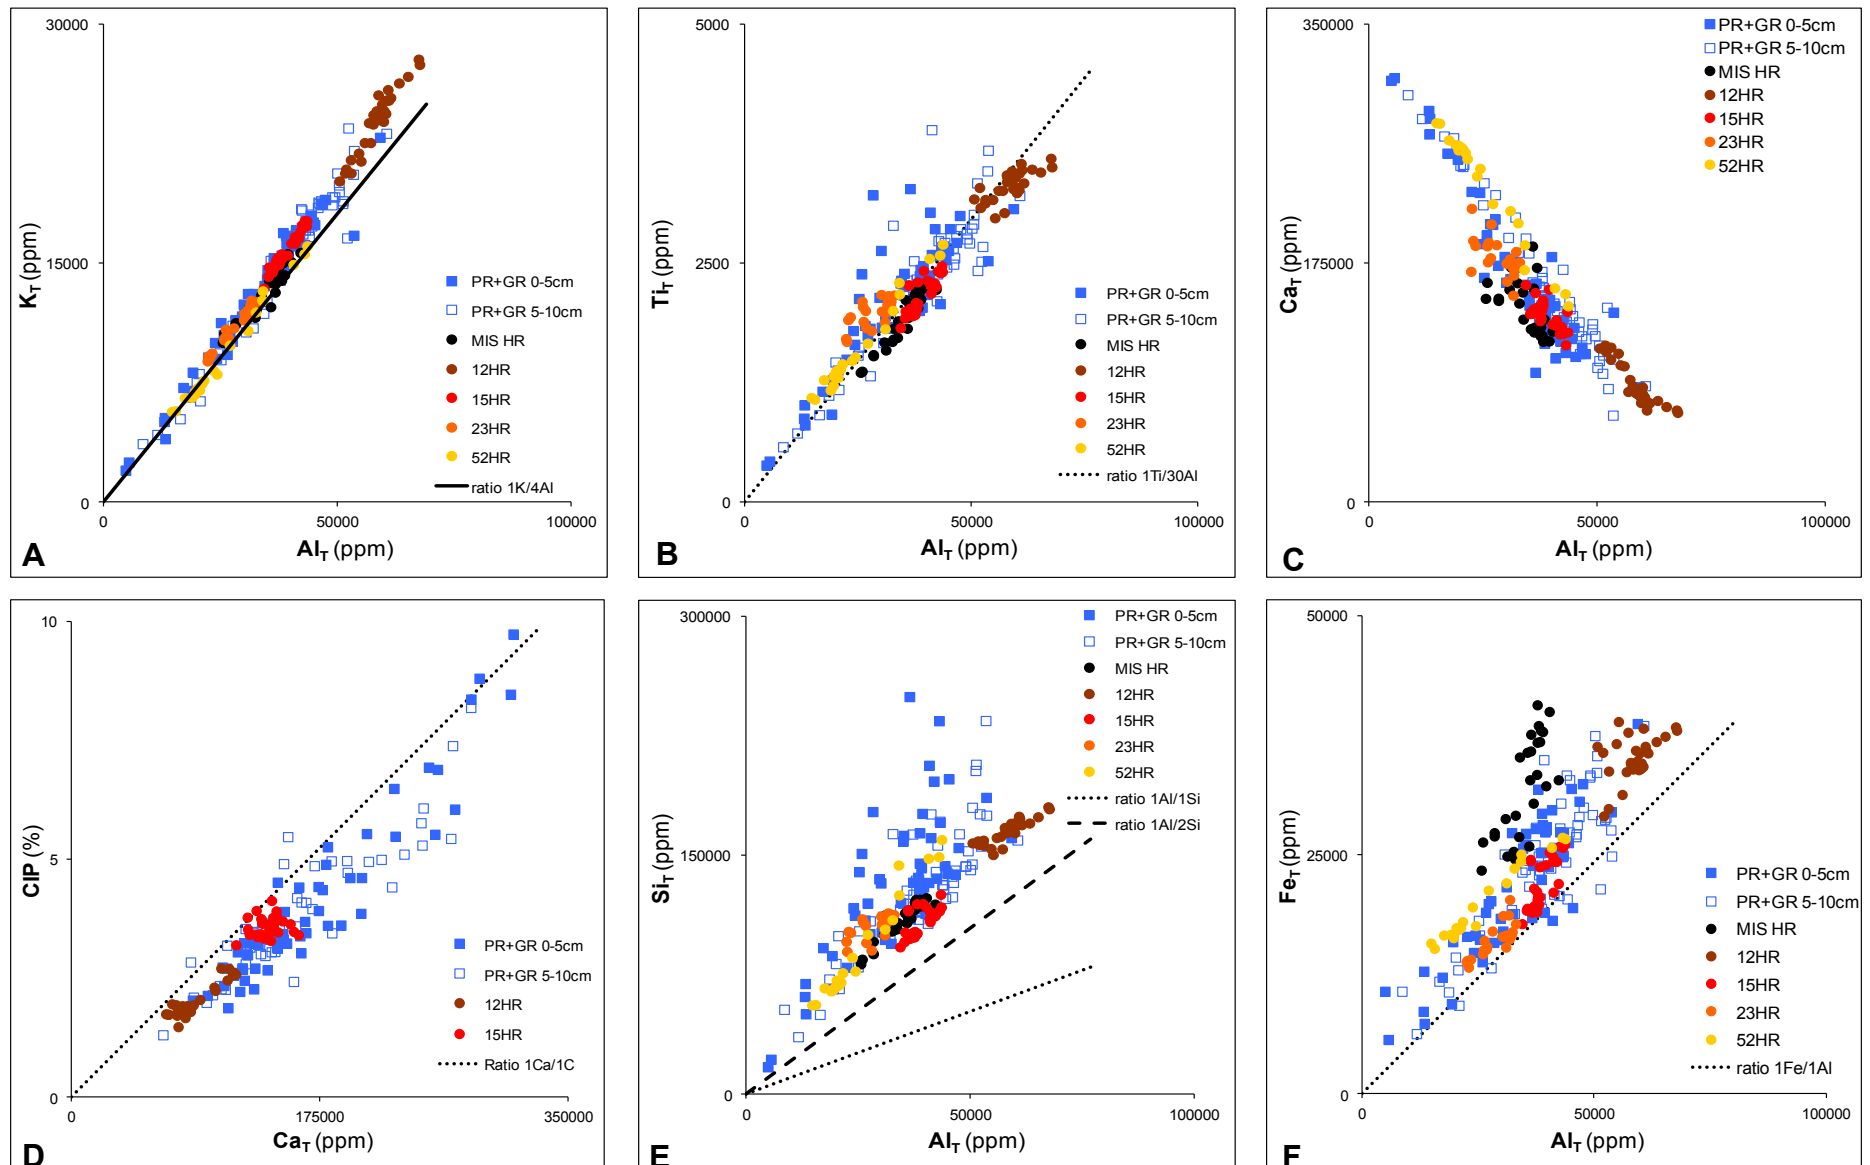 30000
15000
0
0
50000
100000
K_T (ppm)
Al_T (ppm)
PR+GR 0-5cm
PR+GR 5-10cm
MIS HR
12HR
15HR
23HR
52HR
ratio 1K/4Al
A
5000
2500
0
0
50000
100000
Ti_T (ppm)
Al_T (ppm)
PR+GR 0-5cm
PR+GR 5-10cm
MIS HR
12HR
15HR
23HR
52HR
ratio 1Ti/30Al
B
350000
175000
0
0
50000
100000
Ca_T (ppm)
Al_T (ppm)
PR+GR 0-5cm
PR+GR 5-10cm
MIS HR
12HR
15HR
23HR
52HR
C
10
5
0
0
175000
350000
CIP (%)
Ca_T (ppm)
PR+GR 0-5cm
PR+GR 5-10cm
12HR
15HR
Ratio 1Ca/1C
D
300000
150000
0
0
50000
100000
Si_T (ppm)
Al_T (ppm)
PR+GR 0-5cm
PR+GR 5-10cm
MIS HR
12HR
15HR
23HR
52HR
ratio 1Al/1Si
ratio 1Al/2Si
E
50000
25000
0
0
50000
100000
Fe_T (ppm)
Al_T (ppm)
PR+GR 0-5cm
PR+GR 5-10cm
MIS HR
12HR
15HR
23HR
52HR
ratio 1Fe/1Al
F